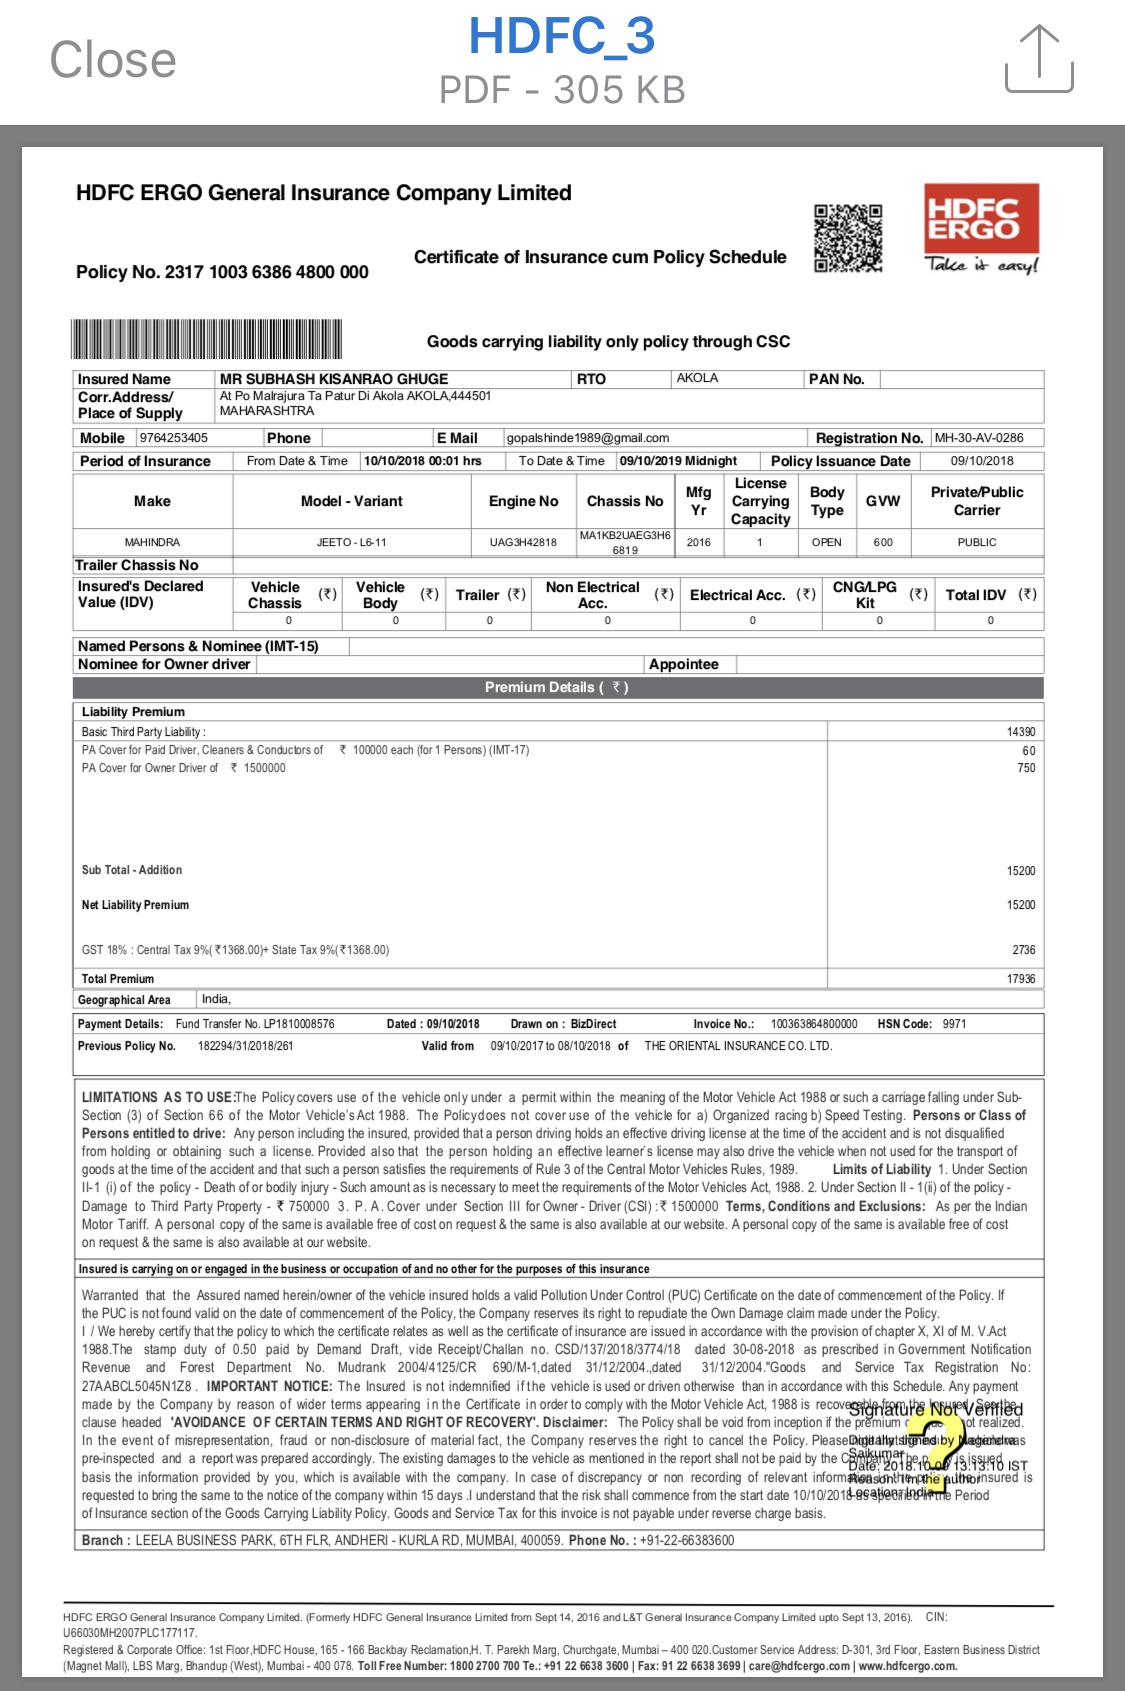 Close
HDFC_3
PDF - 305 KB
HDFC ERGO General Insurance Company Limited
HDFC
ERGO
Take it easy!
Certificate of Insurance cum Policy Schedule
Policy No. 2317 1003 6386 4800 000
Goods carrying liability only policy through CSC
Insured Name MR SUBHASH KISANRAO GHUGE RTO AKOLA PAN No.
Corr.Address/ At Po Malrajura Ta Patur Di Akola AKOLA,444501
Place of Supply MAHARASHTRA
Mobile 9764253405 Phone E Mail gopalshinde1989@gmail.com Registration No. MH-30-AV-0286
Period of Insurance From Date & Time 10/10/2018 00:01 hrs To Date & Time 09/10/2019 Midnight Policy Issuance Date 09/10/2018
Make Model - Variant Engine No Chassis No Mfg Yr License Carrying Capacity Body Type GVW Private/Public Carrier
MAHINDRA JEETO - L6-11 UAG3H42818 MA1KB2UAEG3H6 6819 2016 1 OPEN 600 PUBLIC
Trailer Chassis No
Insured's Declared Value (IDV) Vehicle Chassis (₹) Vehicle Body (₹) Trailer (₹) Non Electrical Acc. (₹) Electrical Acc. (₹) CNG/LPG Kit (₹) Total IDV (₹)
0 0 0 0 0 0 0
Named Persons & Nominee (IMT-15)
Nominee for Owner driver Appointee
Premium Details ( ₹ )
Liability Premium
Basic Third Party Liability : 14390
PA Cover for Paid Driver, Cleaners & Conductors of ₹ 100000 each (for 1 Persons) (IMT-17) 60
PA Cover for Owner Driver of ₹ 1500000 750
Sub Total - Addition 15200
Net Liability Premium 15200
GST 18% : Central Tax 9%(₹1368.00)+ State Tax 9%(₹1368.00) 2736
Total Premium 17936
Geographical Area India,
Payment Details: Fund Transfer No. LP1810008576 Dated : 09/10/2018 Drawn on : BizDirect Invoice No.: 100363864800000 HSN Code: 9971
Previous Policy No. 182294/31/2018/261 Valid from 09/10/2017 to 08/10/2018 of THE ORIENTAL INSURANCE CO. LTD.
LIMITATIONS AS TO USE:The Policy covers use of the vehicle only under a permit within the meaning of the Motor Vehicle Act 1988 or such a carriage falling under Sub-
Section (3) of Section 66 of the Motor Vehicle's Act 1988. The Policy does not cover use of the vehicle for a) Organized racing b) Speed Testing. Persons or Class of
Persons entitled to drive: Any person including the insured, provided that a person driving holds an effective driving license at the time of the accident and is not disqualified
from holding or obtaining such a license. Provided also that the person holding an effective learner's license may also drive the vehicle when not used for the transport of
goods at the time of the accident and that such a person satisfies the requirements of Rule 3 of the Central Motor Vehicles Rules, 1989. Limits of Liability 1. Under Section
II-1 (i) of the policy - Death of or bodily injury - Such amount as is necessary to meet the requirements of the Motor Vehicles Act, 1988. 2. Under Section II - 1(ii) of the policy -
Damage to Third Party Property - ₹ 750000 3. P. A. Cover under Section III for Owner - Driver (CSI) : ₹ 1500000 Terms, Conditions and Exclusions: As per the Indian
Motor Tariff. A personal copy of the same is available free of cost on request & the same is also available at our website. A personal copy of the same is available free of cost
on request & the same is also available at our website.
Insured is carrying on or engaged in the business or occupation of and no other for the purposes of this insurance
Warranted that the Assured named herein/owner of the vehicle insured holds a valid Pollution Under Control (PUC) Certificate on the date of commencement of the Policy. If
the PUC is not found valid on the date of commencement of the Policy, the Company reserves its right to repudiate the Own Damage claim made under the Policy.
I / We hereby certify that the policy to which the certificate relates as well as the certificate of insurance are issued in accordance with the provision of chapter X, XI of M. V.Act
1988.The stamp duty of 0.50 paid by Demand Draft, vide Receipt/Challan no. CSD/137/2018/3774/18 dated 30-08-2018 as prescribed in Government Notification
Revenue and Forest Department No. Mudrank 2004/4125/CR 690/M-1,dated 31/12/2004.,dated 31/12/2004."Goods and Service Tax Registration No:
27AABCL5045N1Z8 . IMPORTANT NOTICE: The Insured is not indemnified if the vehicle is used or driven otherwise than in accordance with this Schedule. Any payment
made by the Company by reason of wider terms appearing in the Certificate in order to comply with the Motor Vehicle Act, 1988 is recoverable from the Insured. See the
clause headed 'AVOIDANCE OF CERTAIN TERMS AND RIGHT OF RECOVERY'. Disclaimer: The Policy shall be void from inception if the premium not realized.
In the event of misrepresentation, fraud or non-disclosure of material fact, the Company reserves the right to cancel the Policy. Please
pre-inspected and a report was prepared accordingly. The existing damages to the vehicle as mentioned in the report shall not be paid by the Company. The is issued
basis the information provided by you, which is available with the company. In case of discrepancy or non recording of relevant information in the policy, the insured is
requested to bring the same to the notice of the company within 15 days .I understand that the risk shall commence from the start date 10/10/2018 as specified in the Period
of Insurance section of the Goods Carrying Liability Policy. Goods and Service Tax for this invoice is not payable under reverse charge basis.
Signature Not Verified
Digitally signed by Nagendra
Saikumar
Date: 2018.10.09 13:13:10 IST
Reason: I'm the author
Location: India
Branch : LEELA BUSINESS PARK, 6TH FLR, ANDHERI - KURLA RD, MUMBAI, 400059. Phone No. : +91-22-66383600
HDFC ERGO General Insurance Company Limited. (Formerly HDFC General Insurance Limited from Sept 14, 2016 and L&T General Insurance Company Limited upto Sept 13, 2016). CIN:
U66030MH2007PLC177117.
Registered & Corporate Office: 1st Floor,HDFC House, 165 - 166 Backbay Reclamation,H. T. Parekh Marg, Churchgate, Mumbai – 400 020.Customer Service Address: D-301, 3rd Floor, Eastern Business District
(Magnet Mall), LBS Marg, Bhandup (West), Mumbai - 400 078. Toll Free Number: 1800 2700 700 Te.: +91 22 6638 3600 | Fax: 91 22 6638 3699 | care@hdfcergo.com | www.hdfcergo.com.